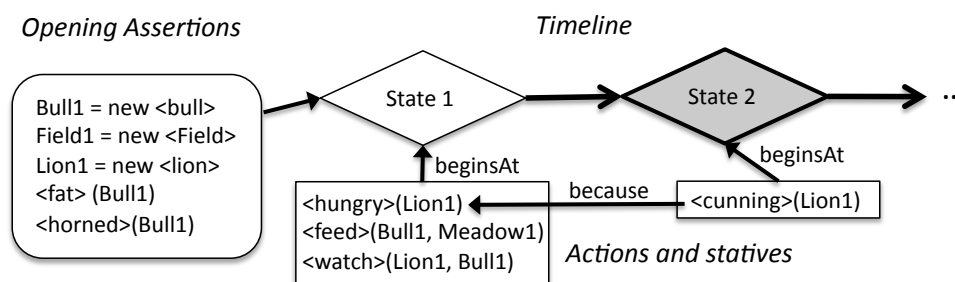 Opening Assertions
Timeline
Bull1 = new <bull>
Field1 = new <Field>
Lion1 = new <lion>
<fat> (Bull1)
<horned>(Bull1)
State 1
State 2
..
beginsAt
beginsAt
because
<hungry>(Lion1)
<feed>(Bull1, Meadow1)
<watch>(Lion1, Bull1)
<cunning>(Lion1)
Actions and statives